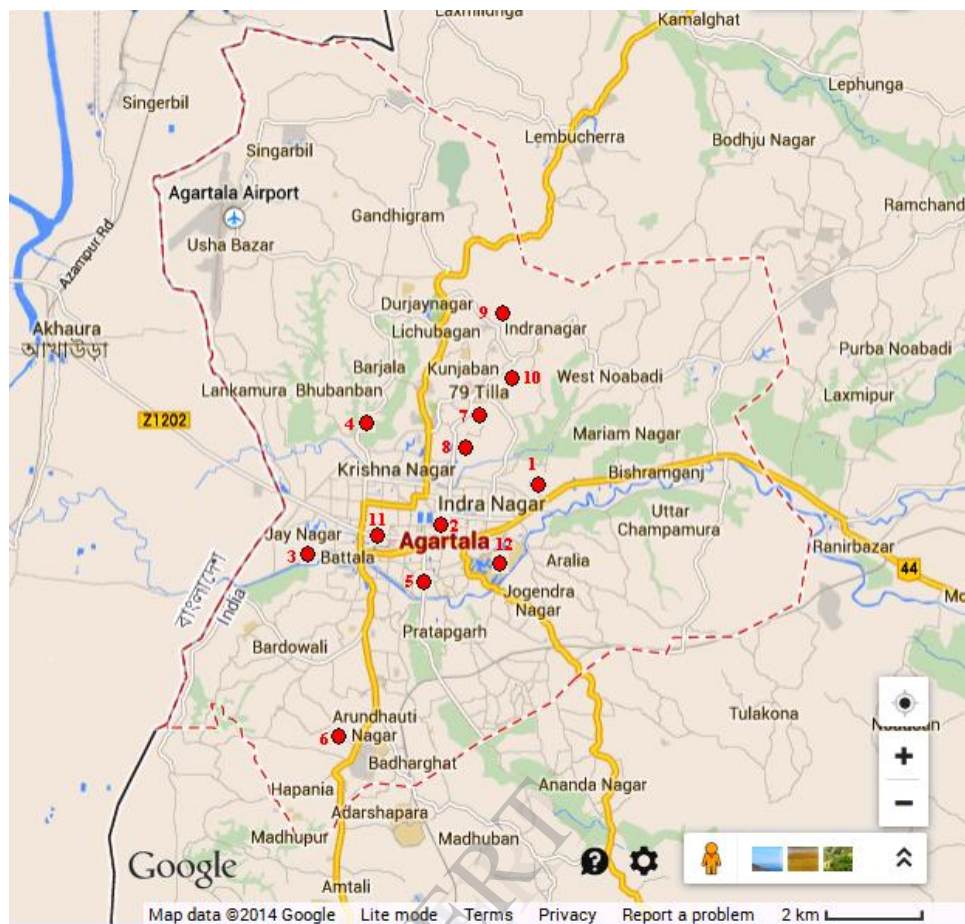 Laxmilunga
Kamalghat
Singerbil
Lephunga
Lembucherra
Bodhju Nagar
Singarbil
Agartala Airport
Gandhigram
Ramchand
Usha Bazar
Azampur Rd
Durjaynagar
9
Indranagar
Akhaura
আখাউড়া
Lichubagan
Purba Noabadi
Barjala
Kunjaban
10
West Noabadi
Lankamura
Bhubanban
79 Tilla
Laxmipur
Z1202
4
7
Mariam Nagar
8
Krishna Nagar
1
Bishramganj
Indra Nagar
Uttar
Champamura
11
2
Jay Nagar
Agartala
12
Ranirbazar
3
Battala
Aralia
44
5
Jogendra
Nagar
বাংলাদেশ
India
Pratapgarh
Bardowali
Tulakona
Arundhauti
6
Nagar
Badharghat
Hapania
Ananda Nagar
Adarshapara
Madhupur
Madhuban
Google
Amtali
Map data ©2014 Google
Lite mode
Terms
Privacy
Report a problem
2 km